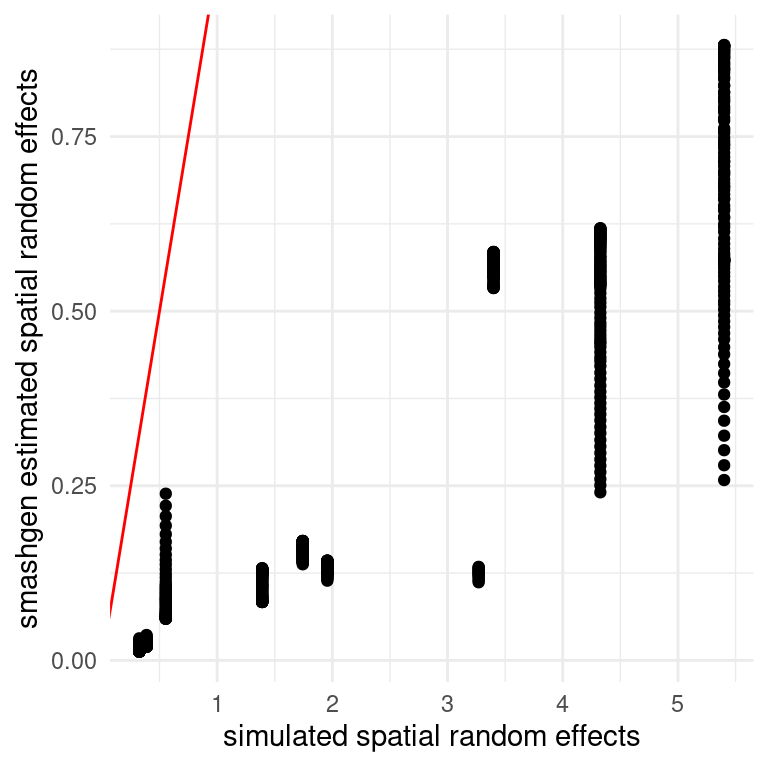 smashgen estimated spatial random effects
0.75
0.50
0.25
0.00
1 2 3 4 5
simulated spatial random effects